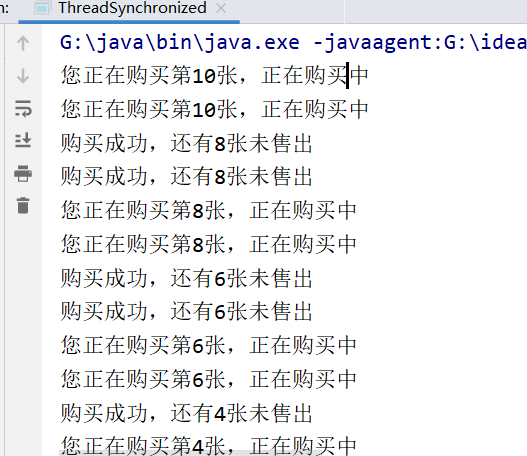 n:
ThreadSynchronized
G:\java\bin\java.exe -javaagent:G:\idea
您正在购买第10张，正在购买中
您正在购买第10张，正在购买中
购买成功，还有8张未售出
购买成功，还有8张未售出
您正在购买第8张，正在购买中
您正在购买第8张，正在购买中
购买成功，还有6张未售出
购买成功，还有6张未售出
您正在购买第6张，正在购买中
您正在购买第6张，正在购买中
购买成功，还有4张未售出
您正在购买第4张，正在购买中